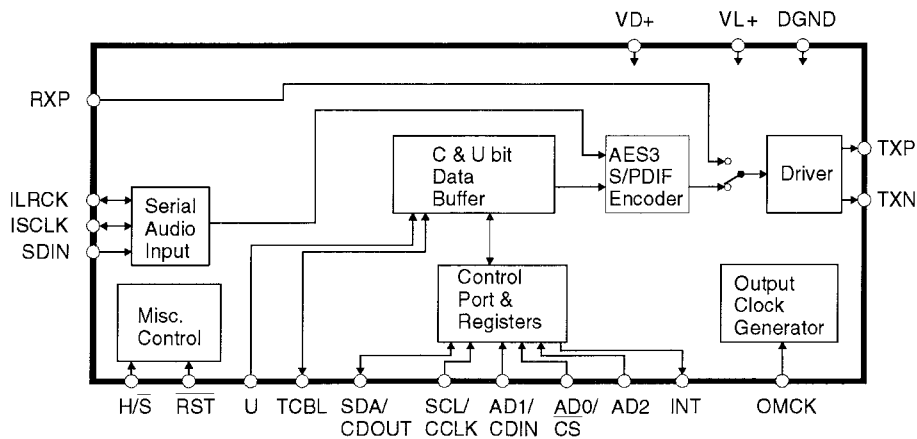 VD+ VL+ DGND
RXP
C & U bit
Data
Buffer
AES3
S/PDIF
Encoder
Driver
TXP
TXN
ILRCK
ISCLK
SDIN
Serial
Audio
Input
Misc.
Control
Control
Port &
Registers
Output
Clock
Generator
H/S̅ R̅S̅T̅ U TCBL SDA/
CDOUT
SCL/
CCLK
AD1/
CDIN
AD0/
C̅S̅
AD2 INT OMCK